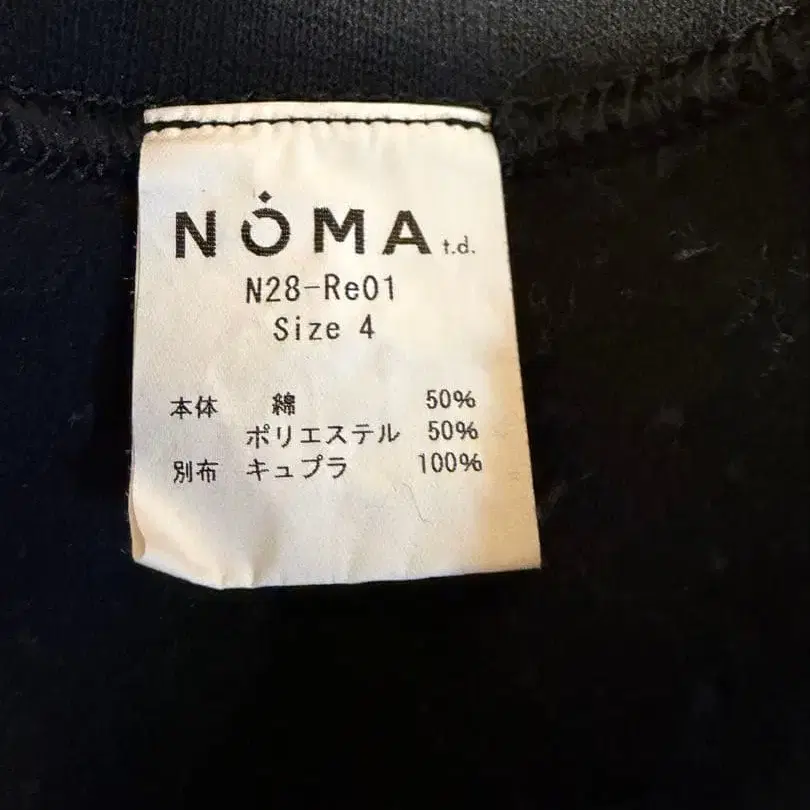 NOMA t.d.
N28-Re01
Size 4
本体 綿 50%
ポリエステル 50%
別布 キュプラ 100%